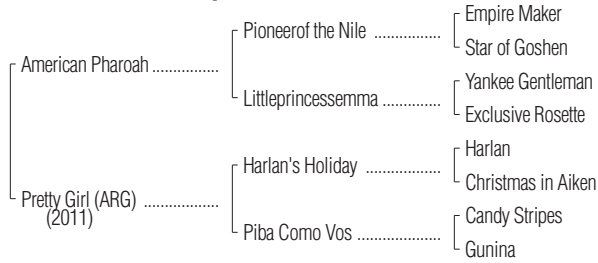 Empire Maker
Pioneerof the Nile ................
Star of Goshen
American Pharoah ................
Yankee Gentleman
Littleprincessemma ..............
Exclusive Rosette
Harlan
Harlan's Holiday ..................
Christmas in Aiken
Pretty Girl (ARG) ..................
(2011)
Candy Stripes
Piba Como Vos ....................
Gunina